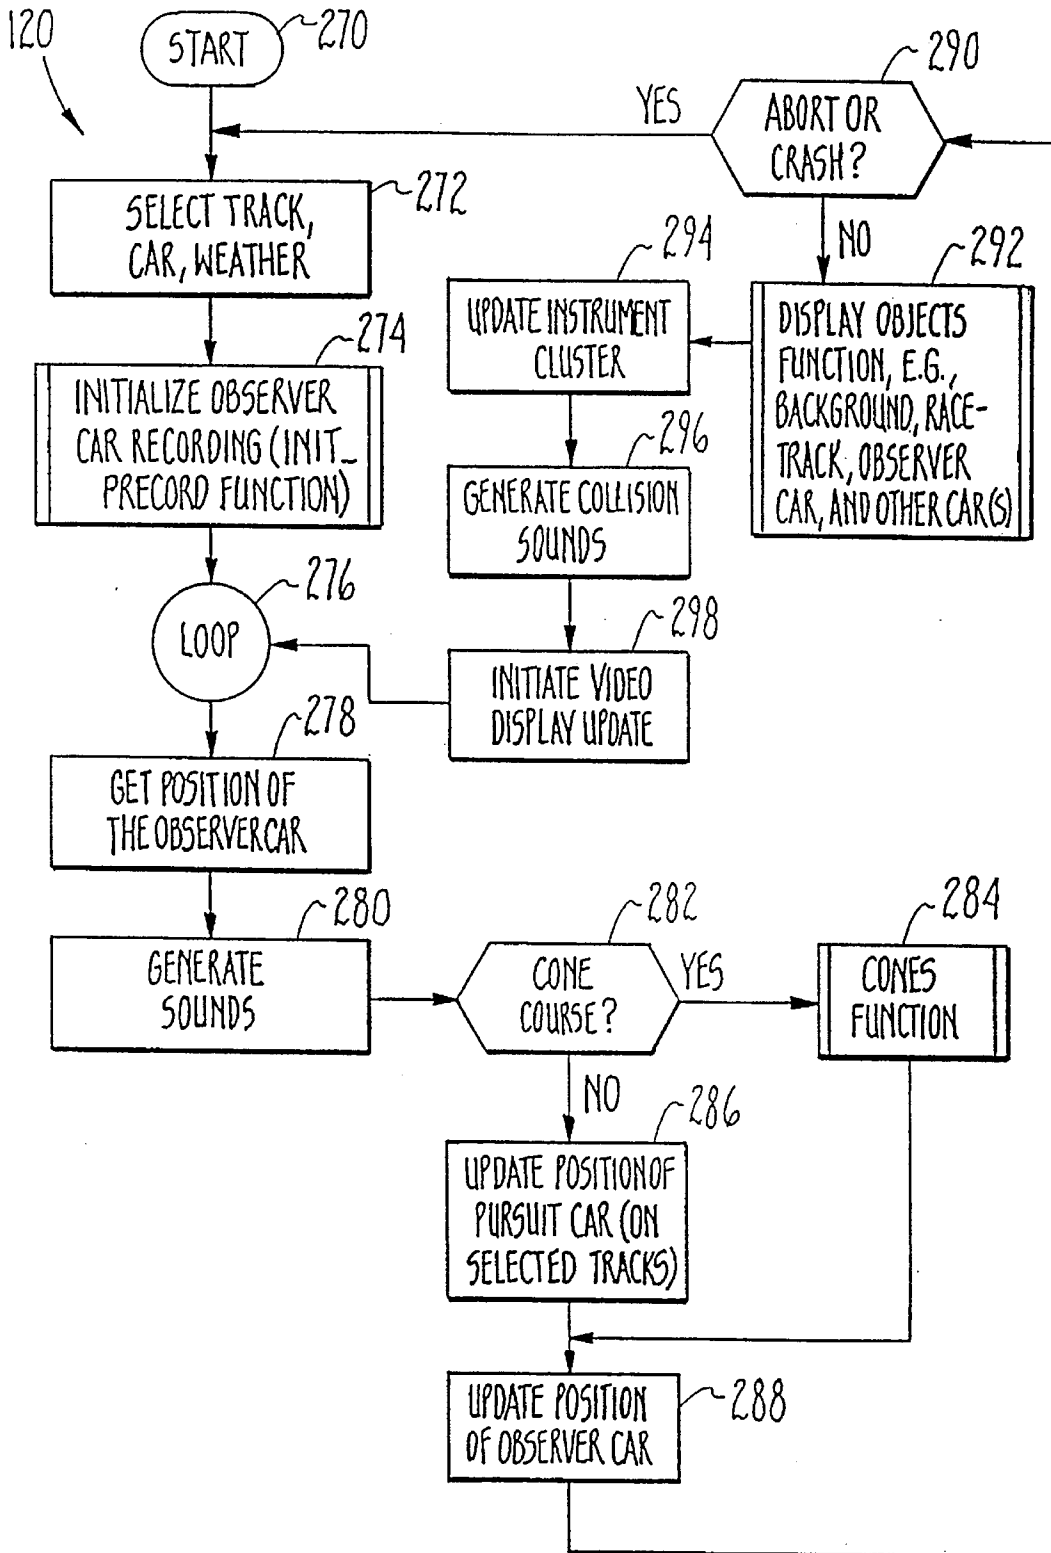 120
START
270
290
ABORT OR
CRASH?
YES
NO
272
SELECT TRACK,
CAR, WEATHER
294
UPDATE INSTRUMENT
CLUSTER
292
DISPLAY OBJECTS
FUNCTION, E.G.,
BACKGROUND, RACE-
TRACK, OBSERVER
CAR, AND OTHER CAR(S)
274
INITIALIZE OBSERVER
CAR RECORDING (INIT_
PRECORD FUNCTION)
296
GENERATE COLLISION
SOUNDS
276
LOOP
298
INITIATE VIDEO
DISPLAY UPDATE
278
GET POSITION OF
THE OBSERVER CAR
280
GENERATE
SOUNDS
282
CONE
COURSE?
YES
NO
284
CONES
FUNCTION
286
UPDATE POSITION OF
PURSUIT CAR (ON
SELECTED TRACKS)
288
UPDATE POSITION
OF OBSERVER CAR